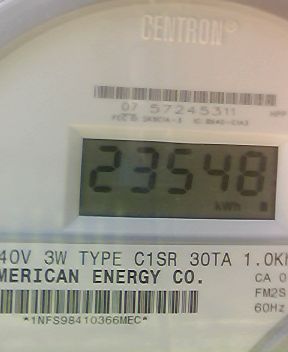 CENTRON®
07 57245311
23548
kWh
40V 3W TYPE C1SR 30TA 1.0K
MERICAN ENERGY CO.
CA 0
FM2S
60Hz
*1NFS98410366MEC*